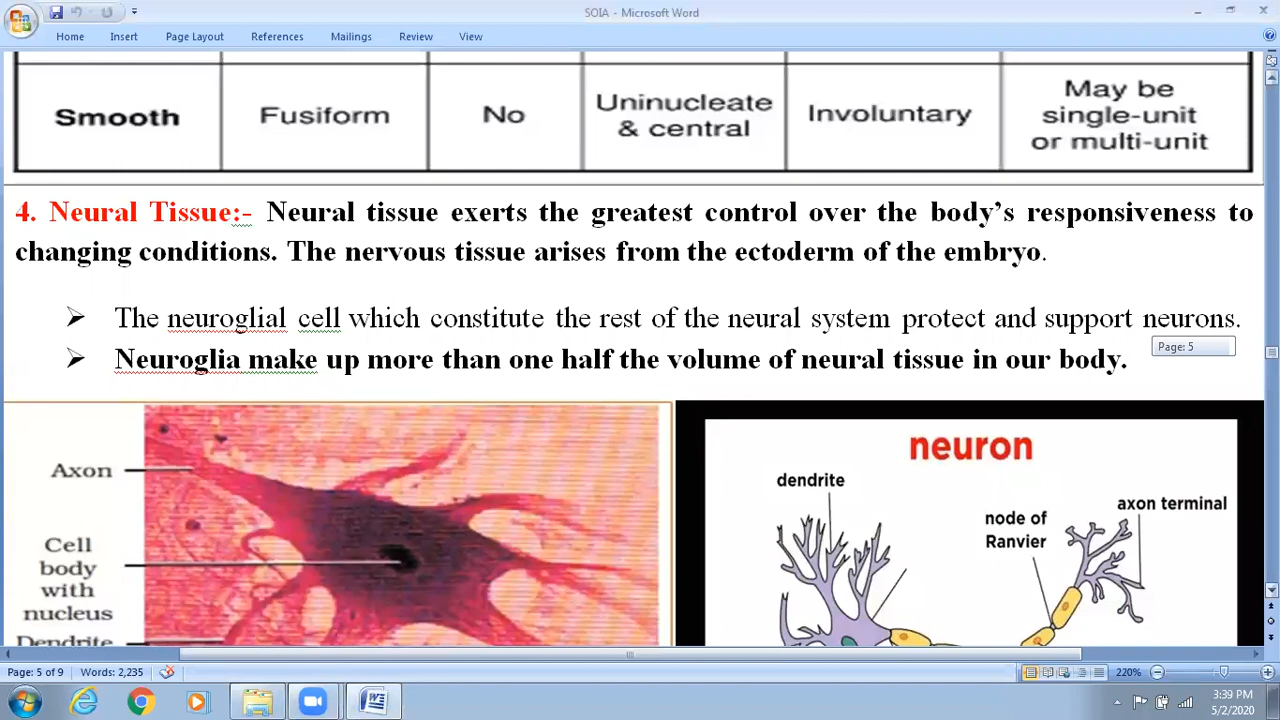 SOIA - Microsoft Word
Home Insert Page Layout References Mailings Review View
Smooth
Fusiform
No
Uninucleate
& central
Involuntary
May be
single-unit
or multi-unit
4. Neural Tissue:- Neural tissue exerts the greatest control over the body's responsiveness to
changing conditions. The nervous tissue arises from the ectoderm of the embryo.
The neuroglial cell which constitute the rest of the neural system protect and support neurons.
Neuroglia make up more than one half the volume of neural tissue in our body.
Page: 5
Axon
Cell
body
with
nucleus
Dendrite
neuron
dendrite
node of
Ranvier
axon terminal
Page: 5 of 9 Words: 2,235 220%
3:39 PM
5/2/2020